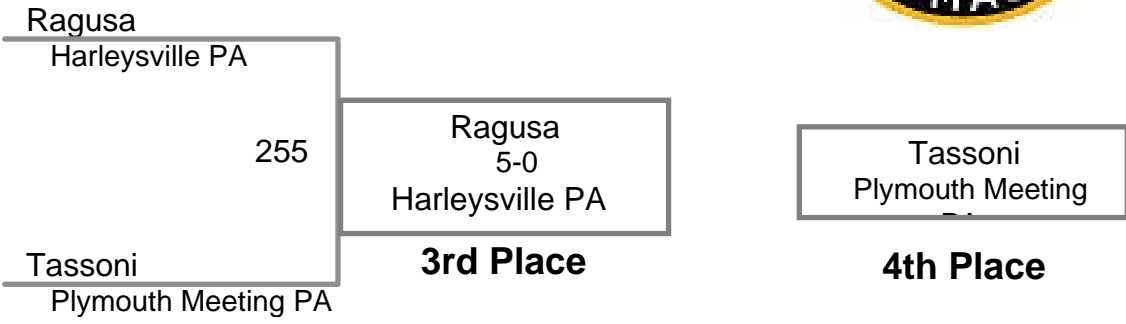 Ragusa
Harleysville PA
255
Ragusa
5-0
Harleysville PA
3rd Place
Tassoni
Plymouth Meeting PA
Tassoni
Plymouth Meeting
4th Place